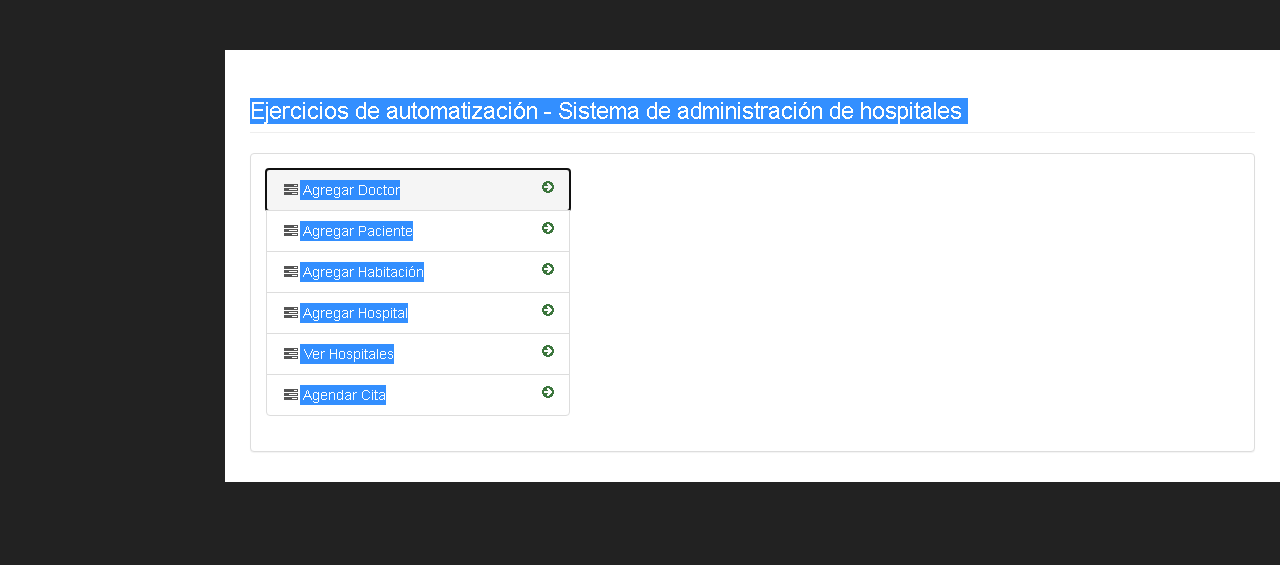 Ejercicios de automatización - Sistema de administración de hospitales
Agregar Doctor
Agregar Paciente
Agregar Habitación
Agregar Hospital
Ver Hospitales
Agendar Cita